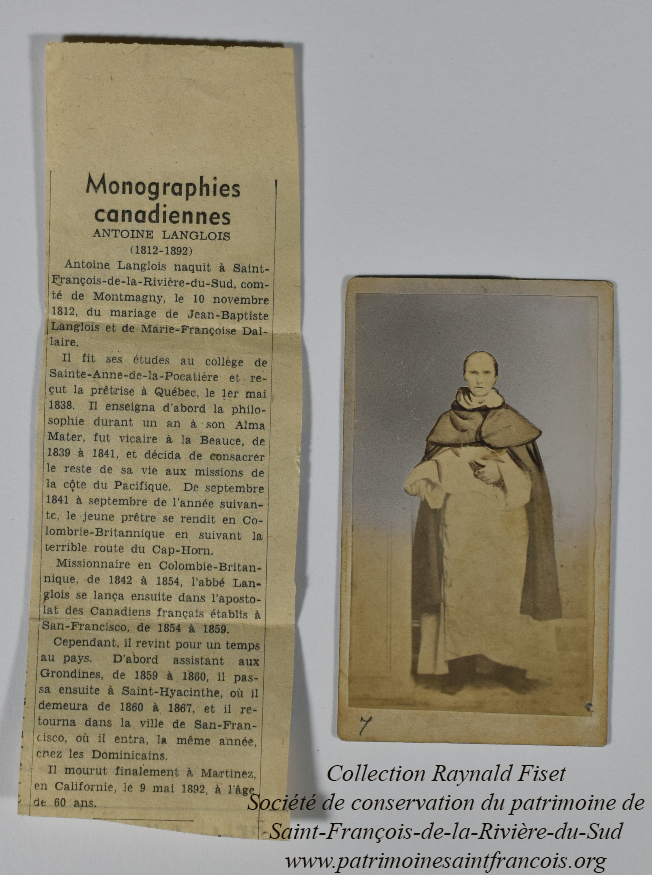 Monographies
canadiennes
ANTOINE LANGLOIS
(1812-1892)
Antoine Langlois naquit à Saint-
François-de-la-Rivière-du-Sud, com-
té de Montmagny, le 10 novembre
1812, du mariage de Jean-Baptiste
Langlois et de Marie-Françoise Dal-
laire.
Il fit ses études au collège de
Sainte-Anne-de-la-Pocatière et re-
çut la prêtrise à Québec, le 1er mai
1838. Il enseigna d'abord la philo-
sophie durant un an à son Alma
Mater, fut vicaire à la Beauce, de
1839 à 1841, et décida de consacrer
le reste de sa vie aux missions de
la côte du Pacifique. De septembre
1841 à septembre de l'année suivan-
te, le jeune prêtre se rendit en Co-
lombrie-Britannique en suivant la
terrible route du Cap-Horn.
Missionnaire en Colombie-Britan-
nique, de 1842 à 1854, l'abbé Lan-
glois se lança ensuite dans l'aposto-
lat des Canadiens français établis à
San-Francisco, de 1854 à 1859.
Cependant, il revint pour un temps
au pays. D'abord assistant aux
Grondines, de 1859 à 1860, il pas-
sa ensuite à Saint-Hyacinthe, où il
demeura de 1860 à 1867, et il re-
tourna dans la ville de San-Fran-
cisco, où il entra, la même année,
chez les Dominicains.
Il mourut finalement à Martinez,
en Californie, le 9 mai 1892, à l'âge
de 60 ans.
7
Collection Raynald Fiset
Société de conservation du patrimoine de
Saint-François-de-la-Rivière-du-Sud
www.patrimoinesaintfrancois.org